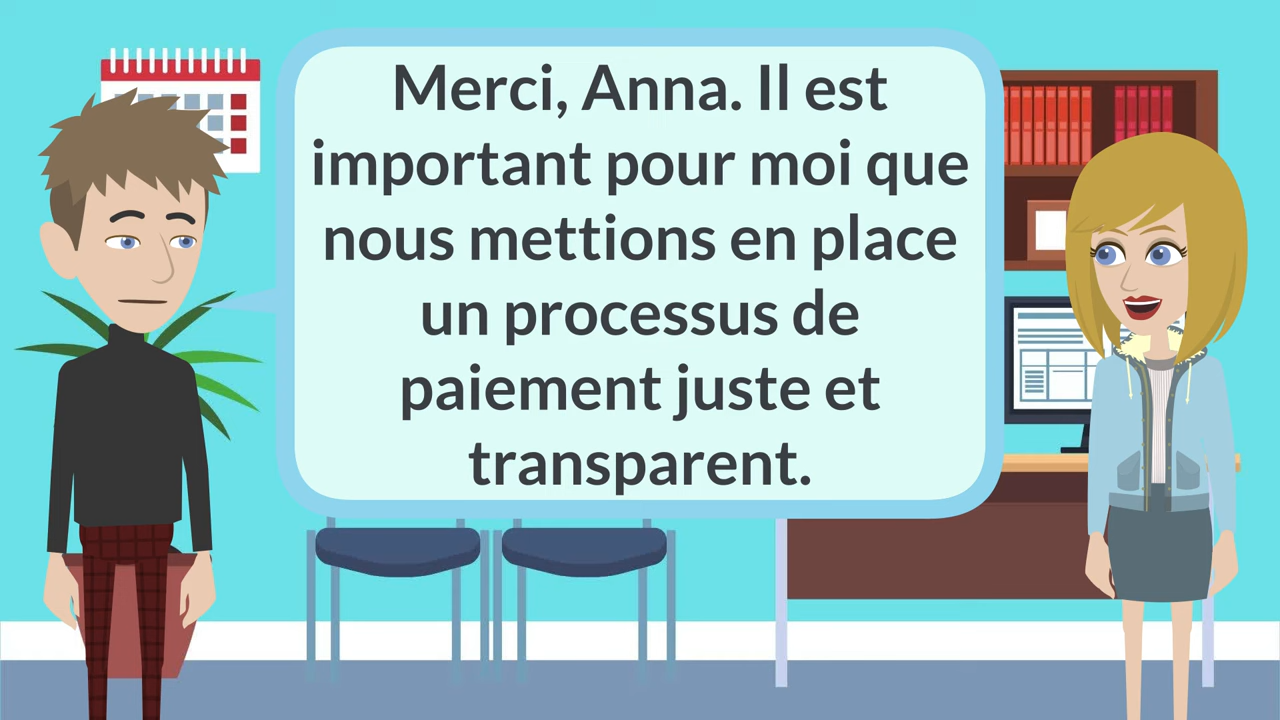 Merci, Anna. Il est
important pour moi que
nous mettions en place
un processus de
paiement juste et
transparent.